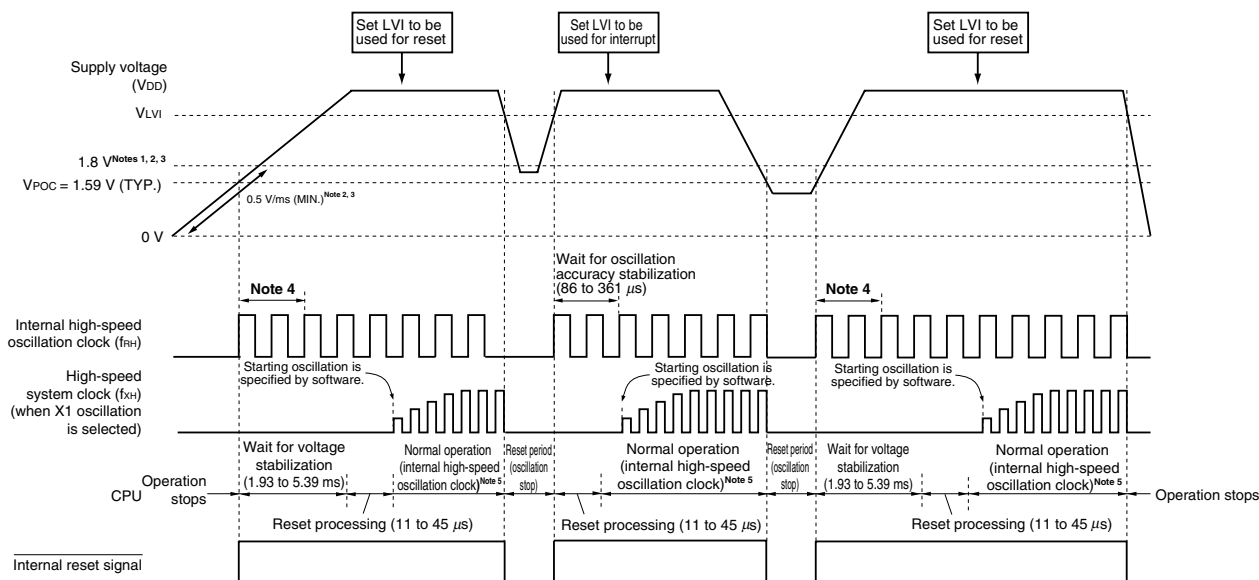 Set LVI to be
used for reset
Set LVI to be
used for interrupt
Set LVI to be
used for reset
Supply voltage
(VDD)
VLVI
1.8 V Notes 1, 2, 3
VPOC = 1.59 V (TYP.)
0.5 V/ms (MIN.) Note 2, 3
0 V
Wait for oscillation
accuracy stabilization
(86 to 361 μs)
Note 4
Note 4
Internal high-speed
oscillation clock (fRH)
Starting oscillation is
specified by software.
Starting oscillation is
specified by software.
Starting oscillation is
specified by software.
High-speed
system clock (fXH)
(when X1 oscillation
is selected)
Wait for voltage
stabilization
(1.93 to 5.39 ms)
Normal operation
(internal high-speed
oscillation clock) Note 5
Reset period
(oscillation
stop)
Normal operation
(internal high-speed
oscillation clock) Note 5
Reset period
(oscillation
stop)
Wait for voltage
stabilization
(1.93 to 5.39 ms)
Normal operation
(internal high-speed
oscillation clock) Note 5
CPU
Operation
stops
Operation stops
Reset processing (11 to 45 μs)
Reset processing (11 to 45 μs)
Reset processing (11 to 45 μs)
Internal reset signal